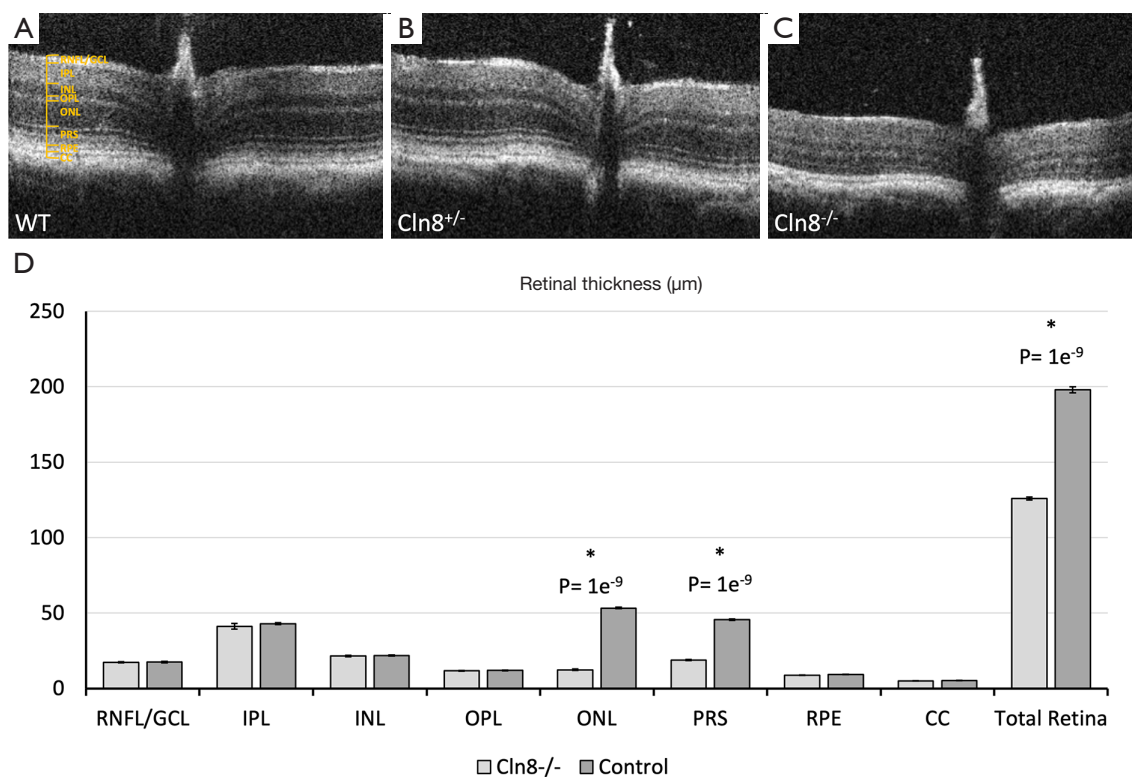 A
B
C
RNFL/GCL
IPL
INL
OPL
ONL
PRS
RPE
CC
WT
Cln8+/-
Cln8-/-
D
Retinal thickness (µm)
250
200
150
100
50
0
*
P= 1e-9
*
P= 1e-9
*
P= 1e-9
RNFL/GCL IPL INL OPL ONL PRS RPE CC Total Retina
Cln8-/- Control